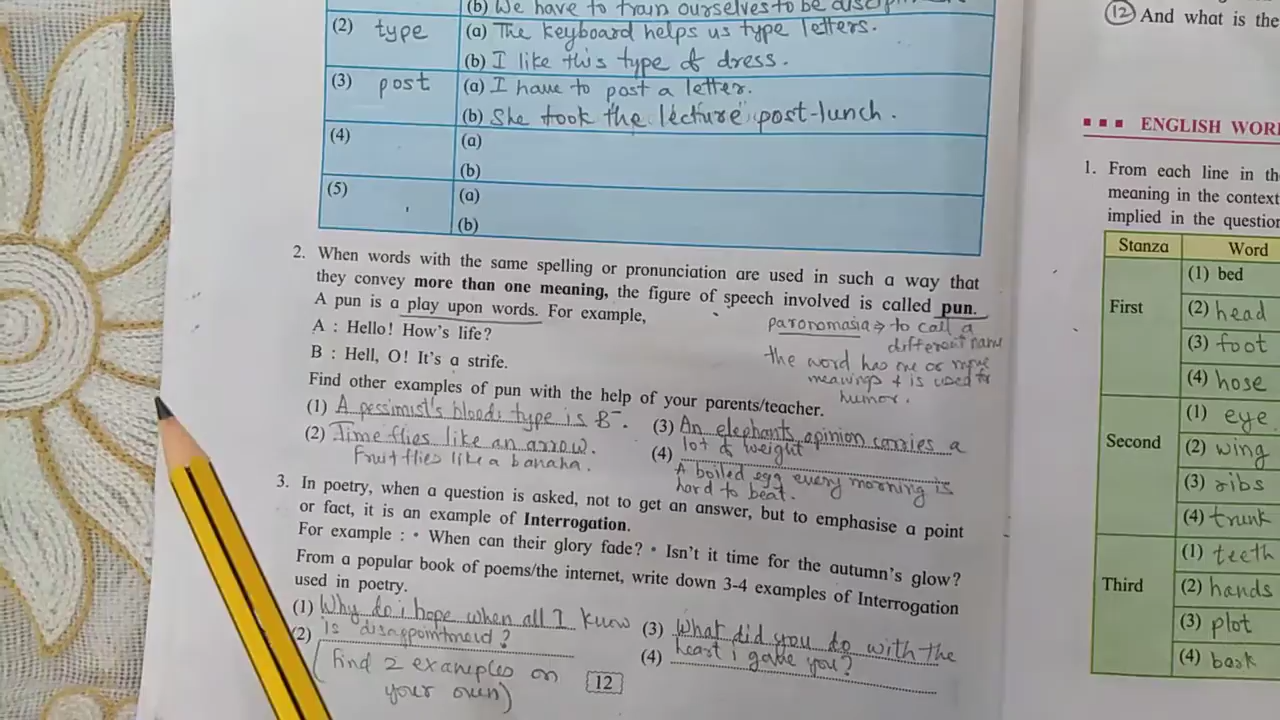 (b) We have to train ourselves to be disciplined
(2) type (a) The keyboard helps us type letters.
(b) I like this type of dress.
(3) post (a) I have to post a letter.
(b) She took the lecture post-lunch.
(4) (a)
(b)
(5) (a)
(b)
2. When words with the same spelling or pronunciation are used in such a way that
they convey more than one meaning, the figure of speech involved is called pun.
A pun is a play upon words. For example,
paronomasia → to call a
different name
the word has one or more
meanings & is used for
humor.
A : Hello! How's life?
B : Hell, O! It's a strife.
Find other examples of pun with the help of your parents/teacher.
(1) A pessimist's blood type is B⁻.
(2) Time flies like an arrow.
Fruit flies like a banana.
(3) An elephants opinion carries a
lot of weight
(4)
A boiled egg every morning is
hard to beat.
3. In poetry, when a question is asked, not to get an answer, but to emphasise a point
or fact, it is an example of Interrogation.
For example : • When can their glory fade? • Isn't it time for the autumn's glow?
From a popular book of poems/the internet, write down 3-4 examples of Interrogation
used in poetry.
(1) Why do i hope when all I know
is disappointment?
(2)
(find 2 examples on
your own)
(3) What did you do with the
heart i gave you?
(4)
12
(12) And what is the
ENGLISH WOR
1. From each line in th
meaning in the context
implied in the question
Stanza Word
First (1) bed
(2) head
(3) foot
(4) hose
Second (1) eye
(2) wing
(3) ribs
(4) trunk
Third (1) teeth
(2) hands
(3) plot
(4) bark